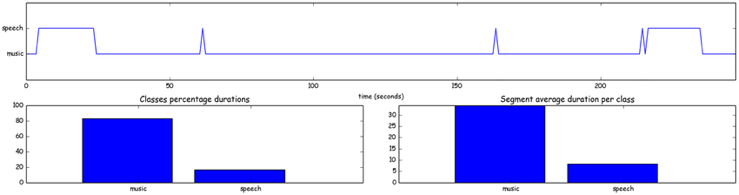 speech
music
0 50 100 150 200
time (seconds)
Classes percentage durations
100
80
60
40
20
0
music speech
Segment average duration per class
30
25
20
15
10
5
0
music speech